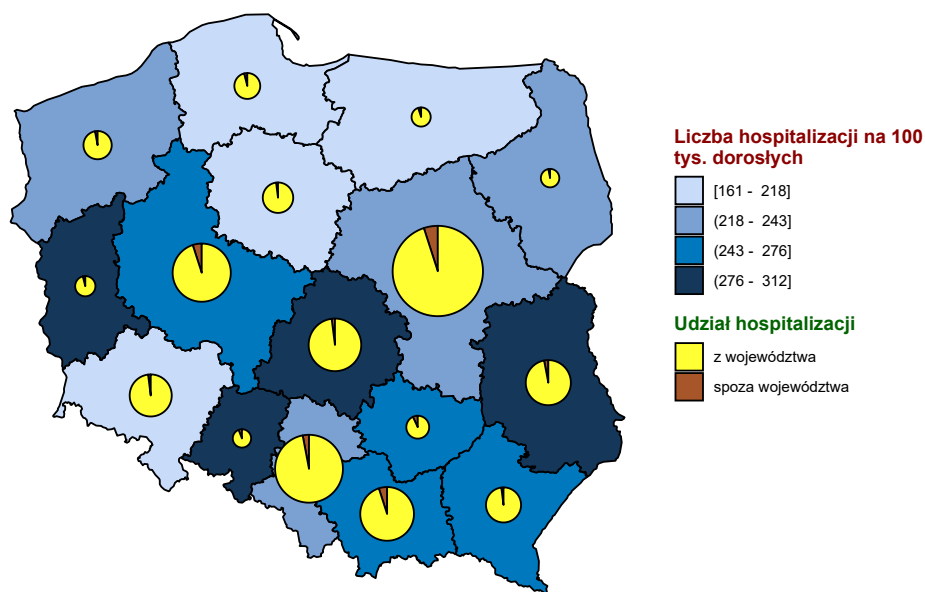 Liczba hospitalizacji na 100
tys. dorosłych
[161 - 218]
(218 - 243]
(243 - 276]
(276 - 312]
Udział hospitalizacji
z województwa
spoza województwa